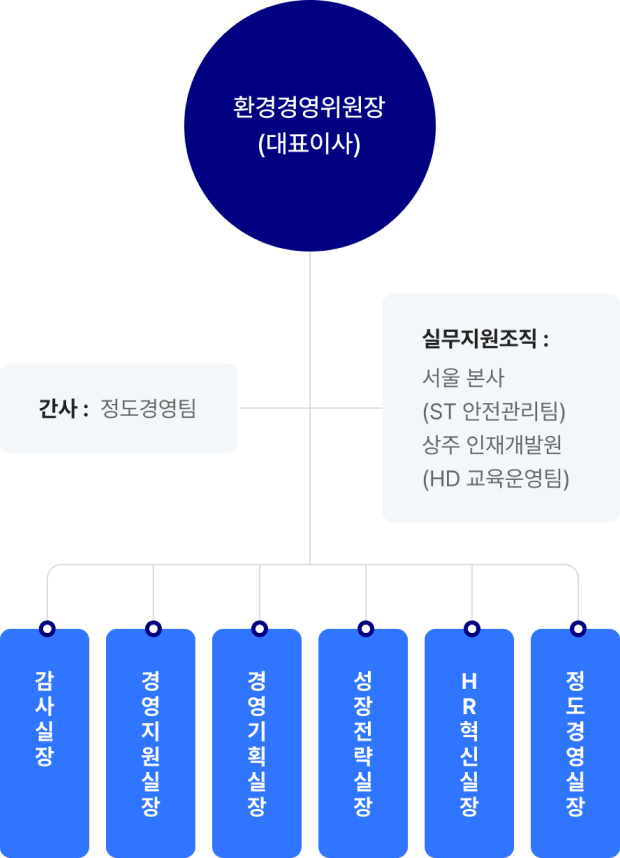 환경경영위원장
(대표이사)
간사 : 정도경영팀
실무지원조직 :
서울 본사
(ST 안전관리팀)
상주 인재개발원
(HD 교육운영팀)
감사실장
경영지원실장
경영기획실장
성장전략실장
HR혁신실장
정도경영실장